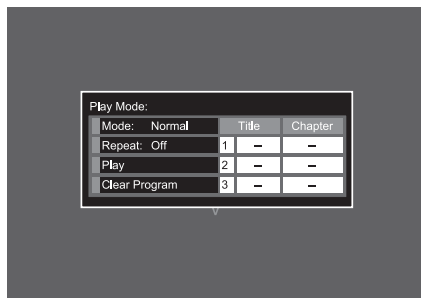 Play Mode:
Mode: Normal Title Chapter
Repeat: Off 1 – –
Play 2 – –
Clear Program 3 – –
v